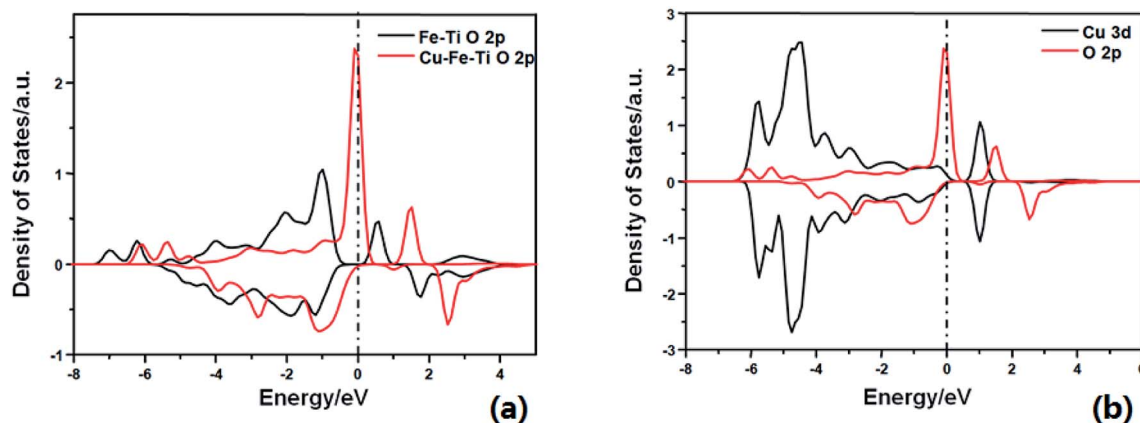 Fe-Ti O 2p
Cu-Fe-Ti O 2p
Density of States/a.u.
2
1
0
-1
-8 -6 -4 -2 0 2 4
Energy/eV
(a)
Cu 3d
O 2p
Density of States/a.u.
3
2
1
0
-1
-2
-3
-8 -6 -4 -2 0 2 4 6
Energy/eV
(b)